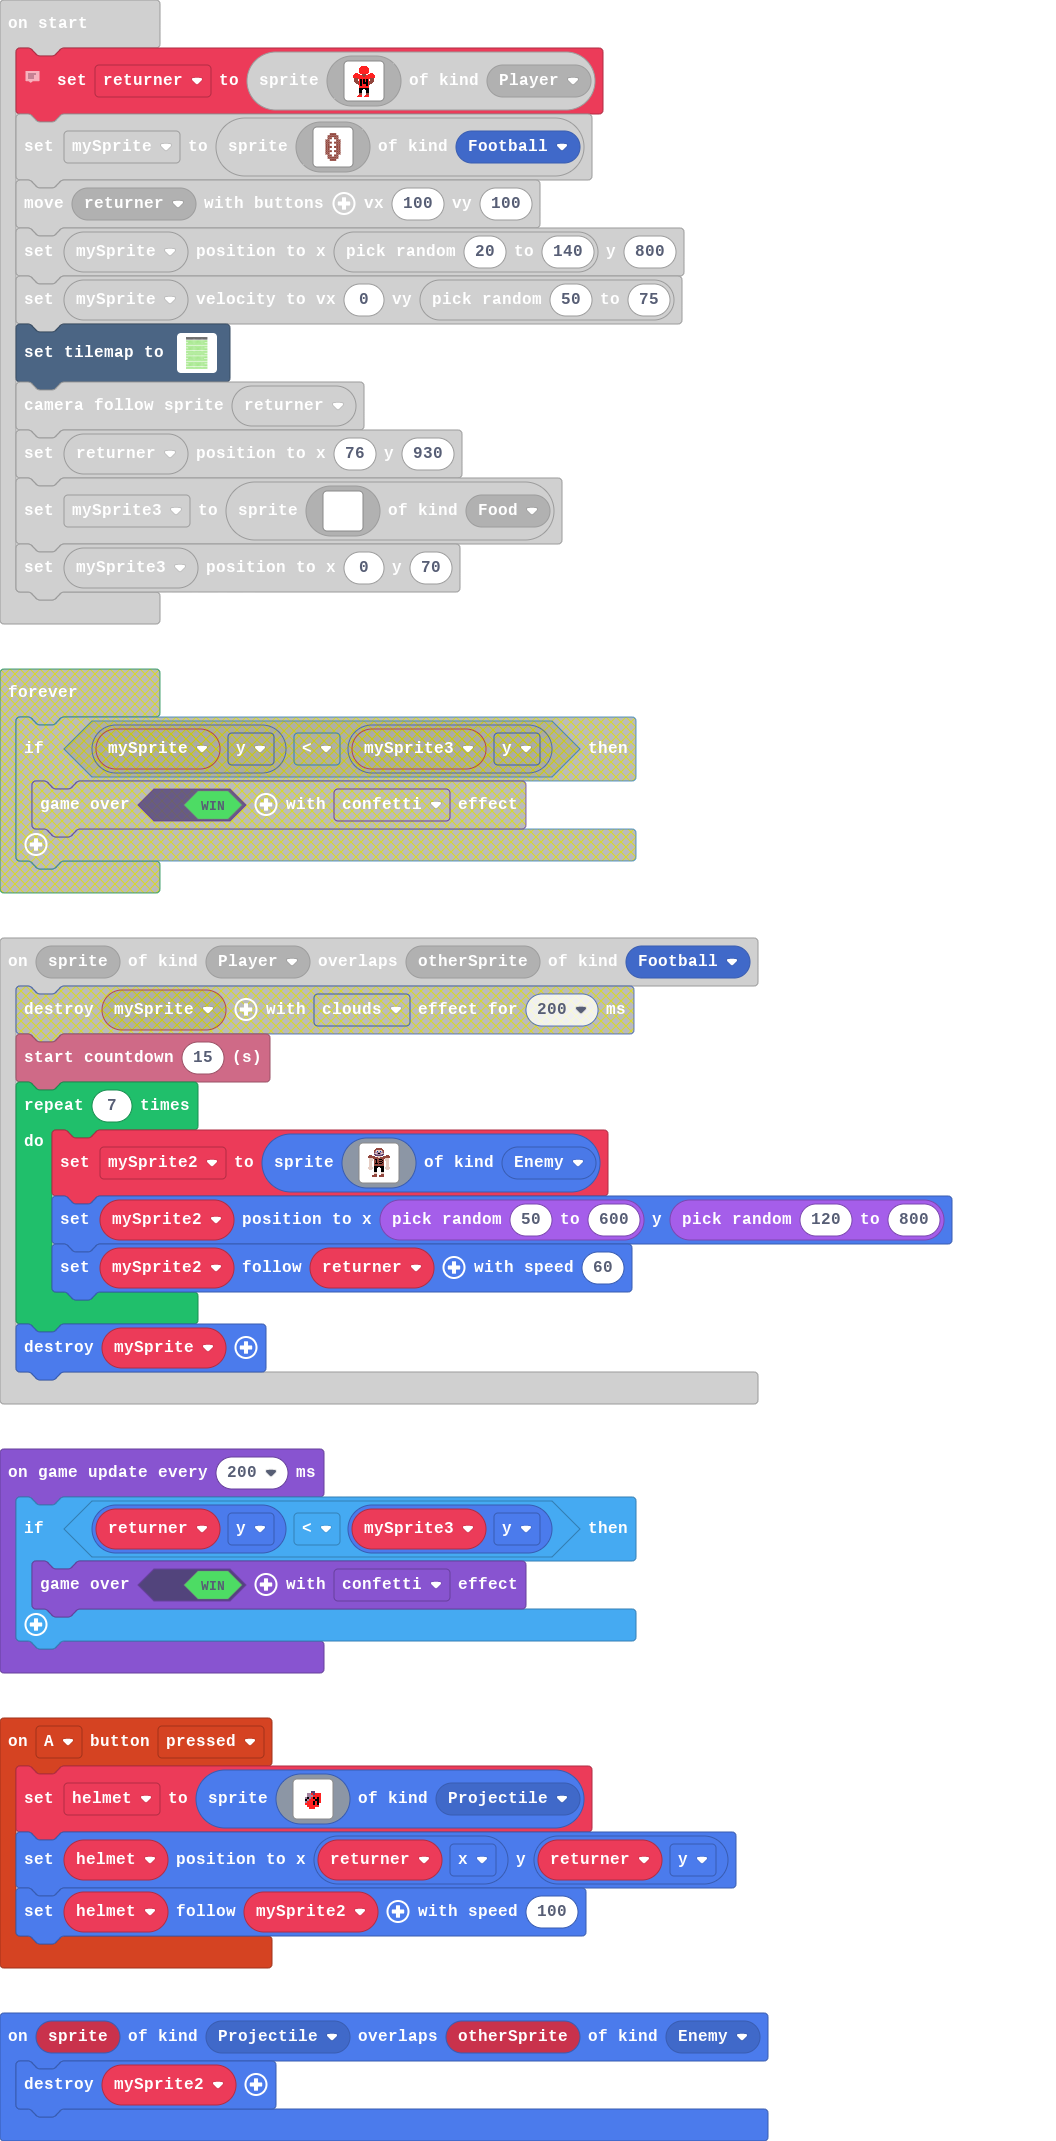 on start
set returner to sprite of kind Player
set mySprite to sprite of kind Football
move returner with buttons vx 100 vy 100
set mySprite position to x pick random 20 to 140 y 800
set mySprite velocity to vx 0 vy pick random 50 to 75
set tilemap to
camera follow sprite returner
set returner position to x 76 y 930
set mySprite3 to sprite of kind Food
set mySprite3 position to x 0 y 70
forever
if mySprite y < mySprite3 y then
game over WIN with confetti effect
on sprite of kind Player overlaps otherSprite of kind Football
destroy mySprite with clouds effect for 200 ms
start countdown 15 (s)
repeat 7 times
do
set mySprite2 to sprite of kind Enemy
set mySprite2 position to x pick random 50 to 600 y pick random 120 to 800
set mySprite2 follow returner with speed 60
destroy mySprite
on game update every 200 ms
if returner y < mySprite3 y then
game over WIN with confetti effect
on A button pressed
set helmet to sprite of kind Projectile
set helmet position to x returner x y returner y
set helmet follow mySprite2 with speed 100
on sprite of kind Projectile overlaps otherSprite of kind Enemy
destroy mySprite2